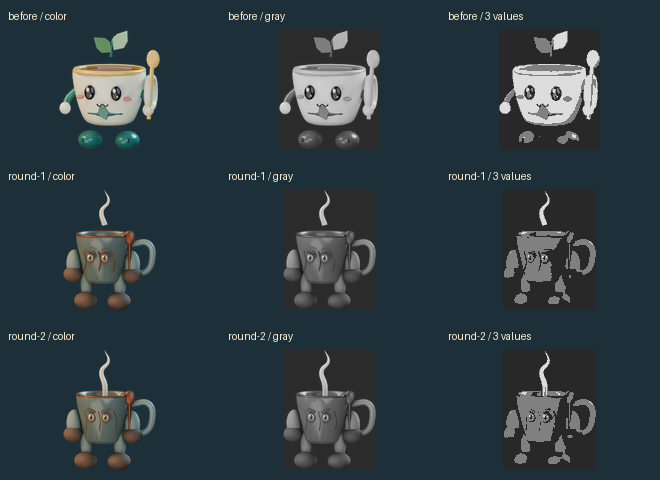 before / color
before / gray
before / 3 values
round-1 / color
round-1 / gray
round-1 / 3 values
round-2 / color
round-2 / gray
round-2 / 3 values